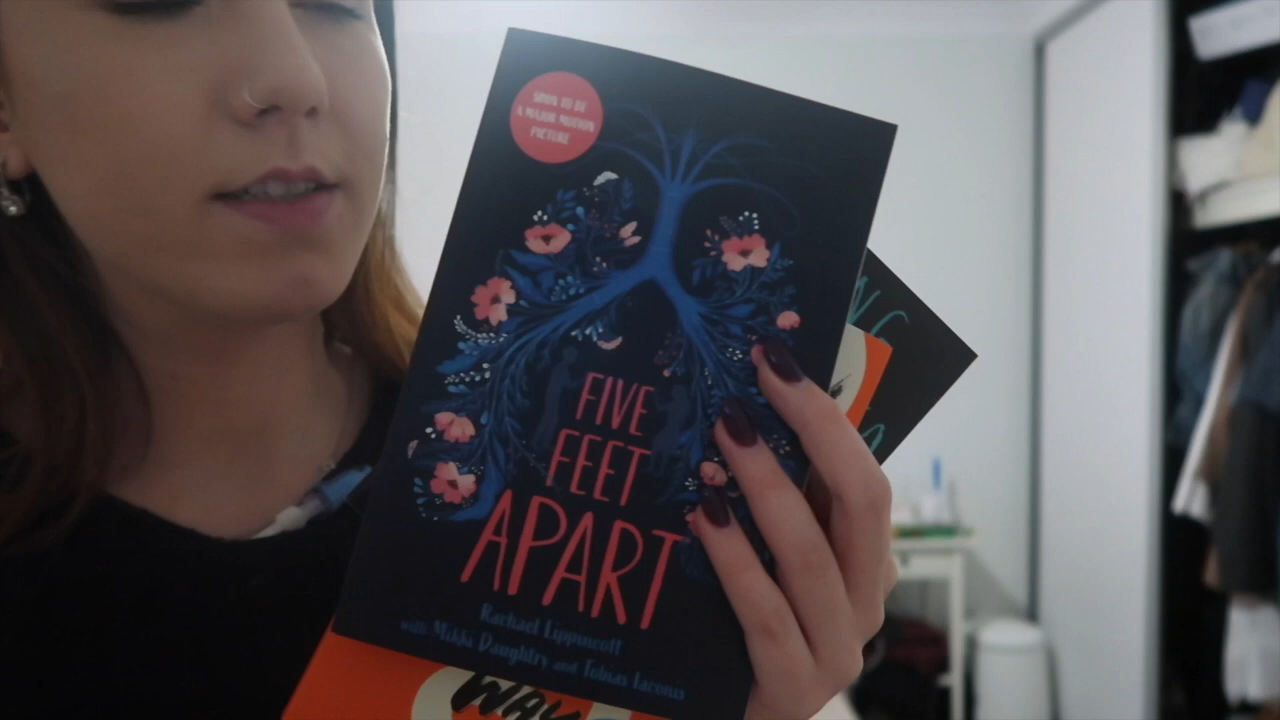 SOON TO BE
A MAJOR MOTION
PICTURE
FIVE
FEET
APART
Rachael Lippincott
with Mikki Daughtry and Tobias Iaconis